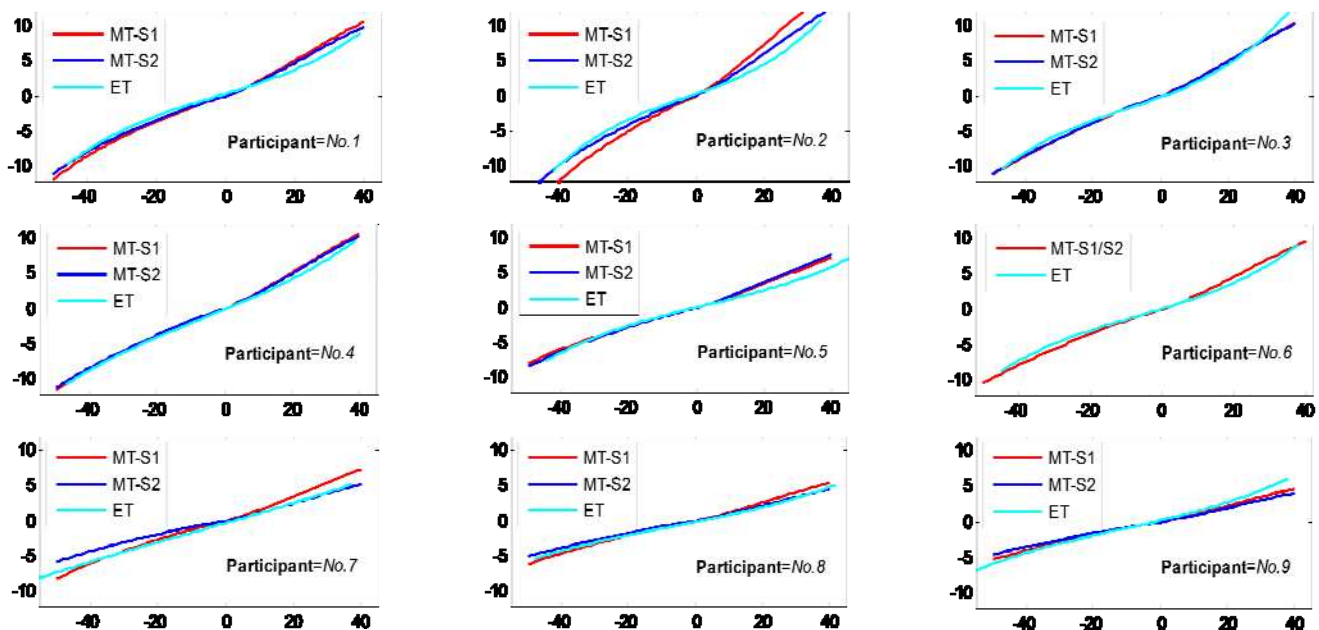 10
5
0
-5
-10
MT-S1
MT-S2
ET
Participant=No.1
-40 -20 0 20 40
10
5
0
-5
-10
MT-S1
MT-S2
ET
Participant=No.2
-40 -20 0 20 40
10
5
0
-5
-10
MT-S1
MT-S2
ET
Participant=No.3
-40 -20 0 20 40
10
5
0
-5
-10
MT-S1
MT-S2
ET
Participant=No.4
-40 -20 0 20 40
10
5
0
-5
-10
MT-S1
MT-S2
ET
Participant=No.5
-40 -20 0 20 40
10
5
0
-5
-10
MT-S1/S2
ET
Participant=No.6
-40 -20 0 20 40
10
5
0
-5
-10
MT-S1
MT-S2
ET
Participant=No.7
-40 -20 0 20 40
10
5
0
-5
-10
MT-S1
MT-S2
ET
Participant=No.8
-40 -20 0 20 40
10
5
0
-5
-10
MT-S1
MT-S2
ET
Participant=No.9
-40 -20 0 20 40